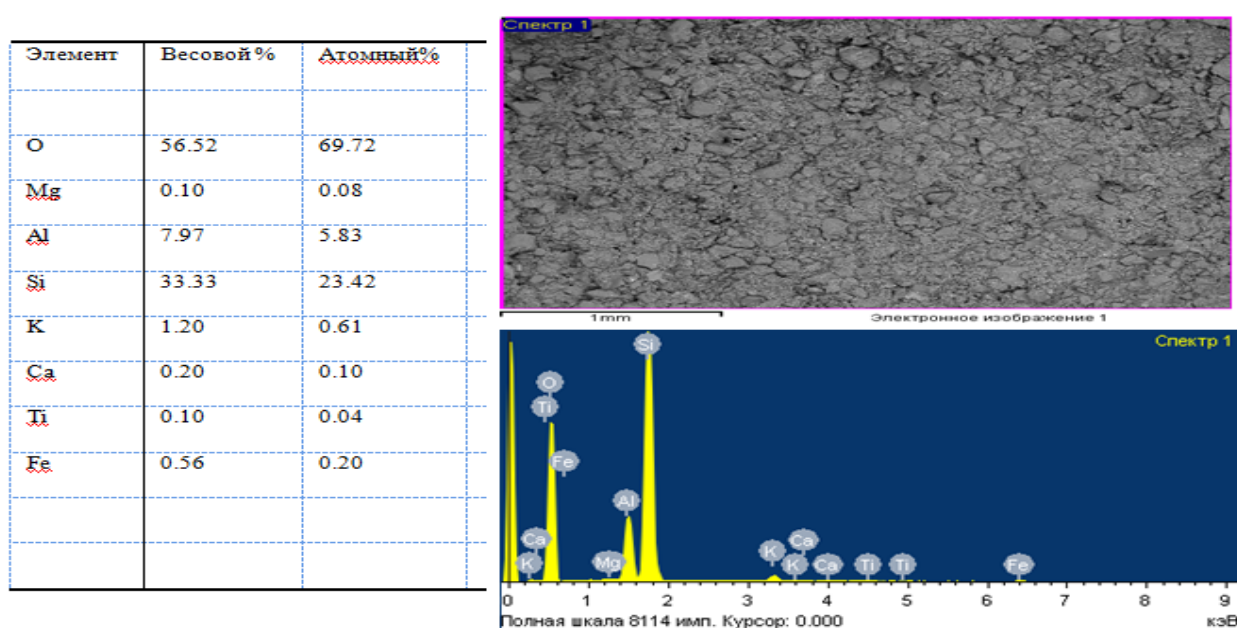 Элемент Весовой % Атомный%
O 56.52 69.72
Mg 0.10 0.08
Al 7.97 5.83
Si 33.33 23.42
K 1.20 0.61
Ca 0.20 0.10
Ti 0.10 0.04
Fe 0.56 0.20
Спектр 1
1mm Электронное изображение 1
Спектр 1
Si
O
Ti
Fe
Al
Ca K Ca
K Mg K Ca Ti Ti Fe
0 1 2 3 4 5 6 7 8 9
Полная шкала 8114 имп. Курсор: 0.000 кэВ